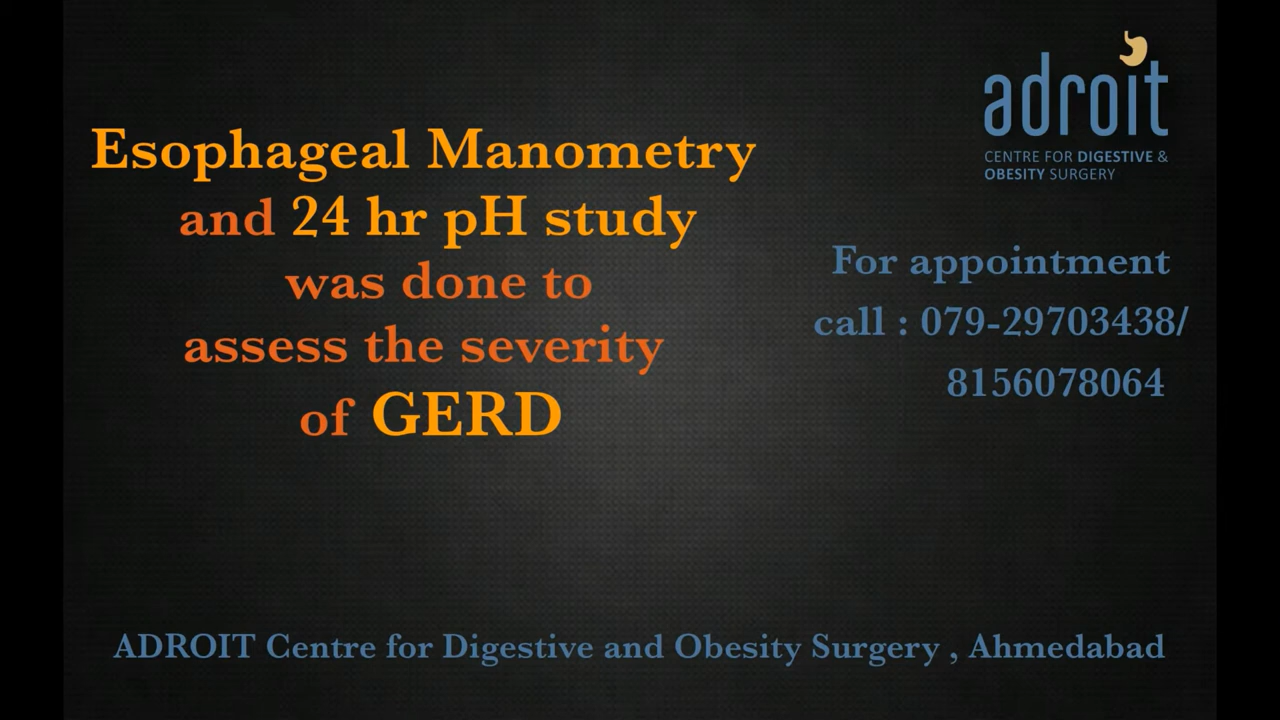 Esophageal Manometry
and 24 hr pH study
was done to
assess the severity
of GERD
adroit
CENTRE FOR DIGESTIVE &
OBESITY SURGERY
For appointment
call : 079-29703438/
8156078064
ADROIT Centre for Digestive and Obesity Surgery , Ahmedabad